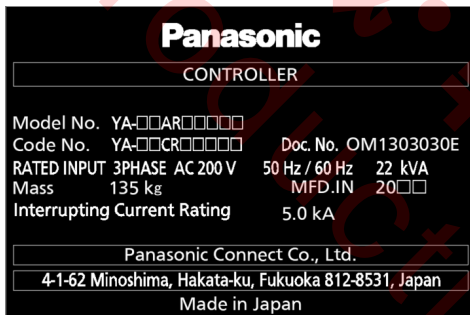 Panasonic
CONTROLLER
Model No. YA-□□AR□□□□□
Code No. YA-□□CR□□□□□ Doc. No. OM1303030E
RATED INPUT 3PHASE AC 200 V 50 Hz / 60 Hz 22 kVA
Mass 135 kg MFD.IN 20□□
Interrupting Current Rating 5.0 kA
Panasonic Connect Co., Ltd.
4-1-62 Minoshima, Hakata-ku, Fukuoka 812-8531, Japan
Made in Japan